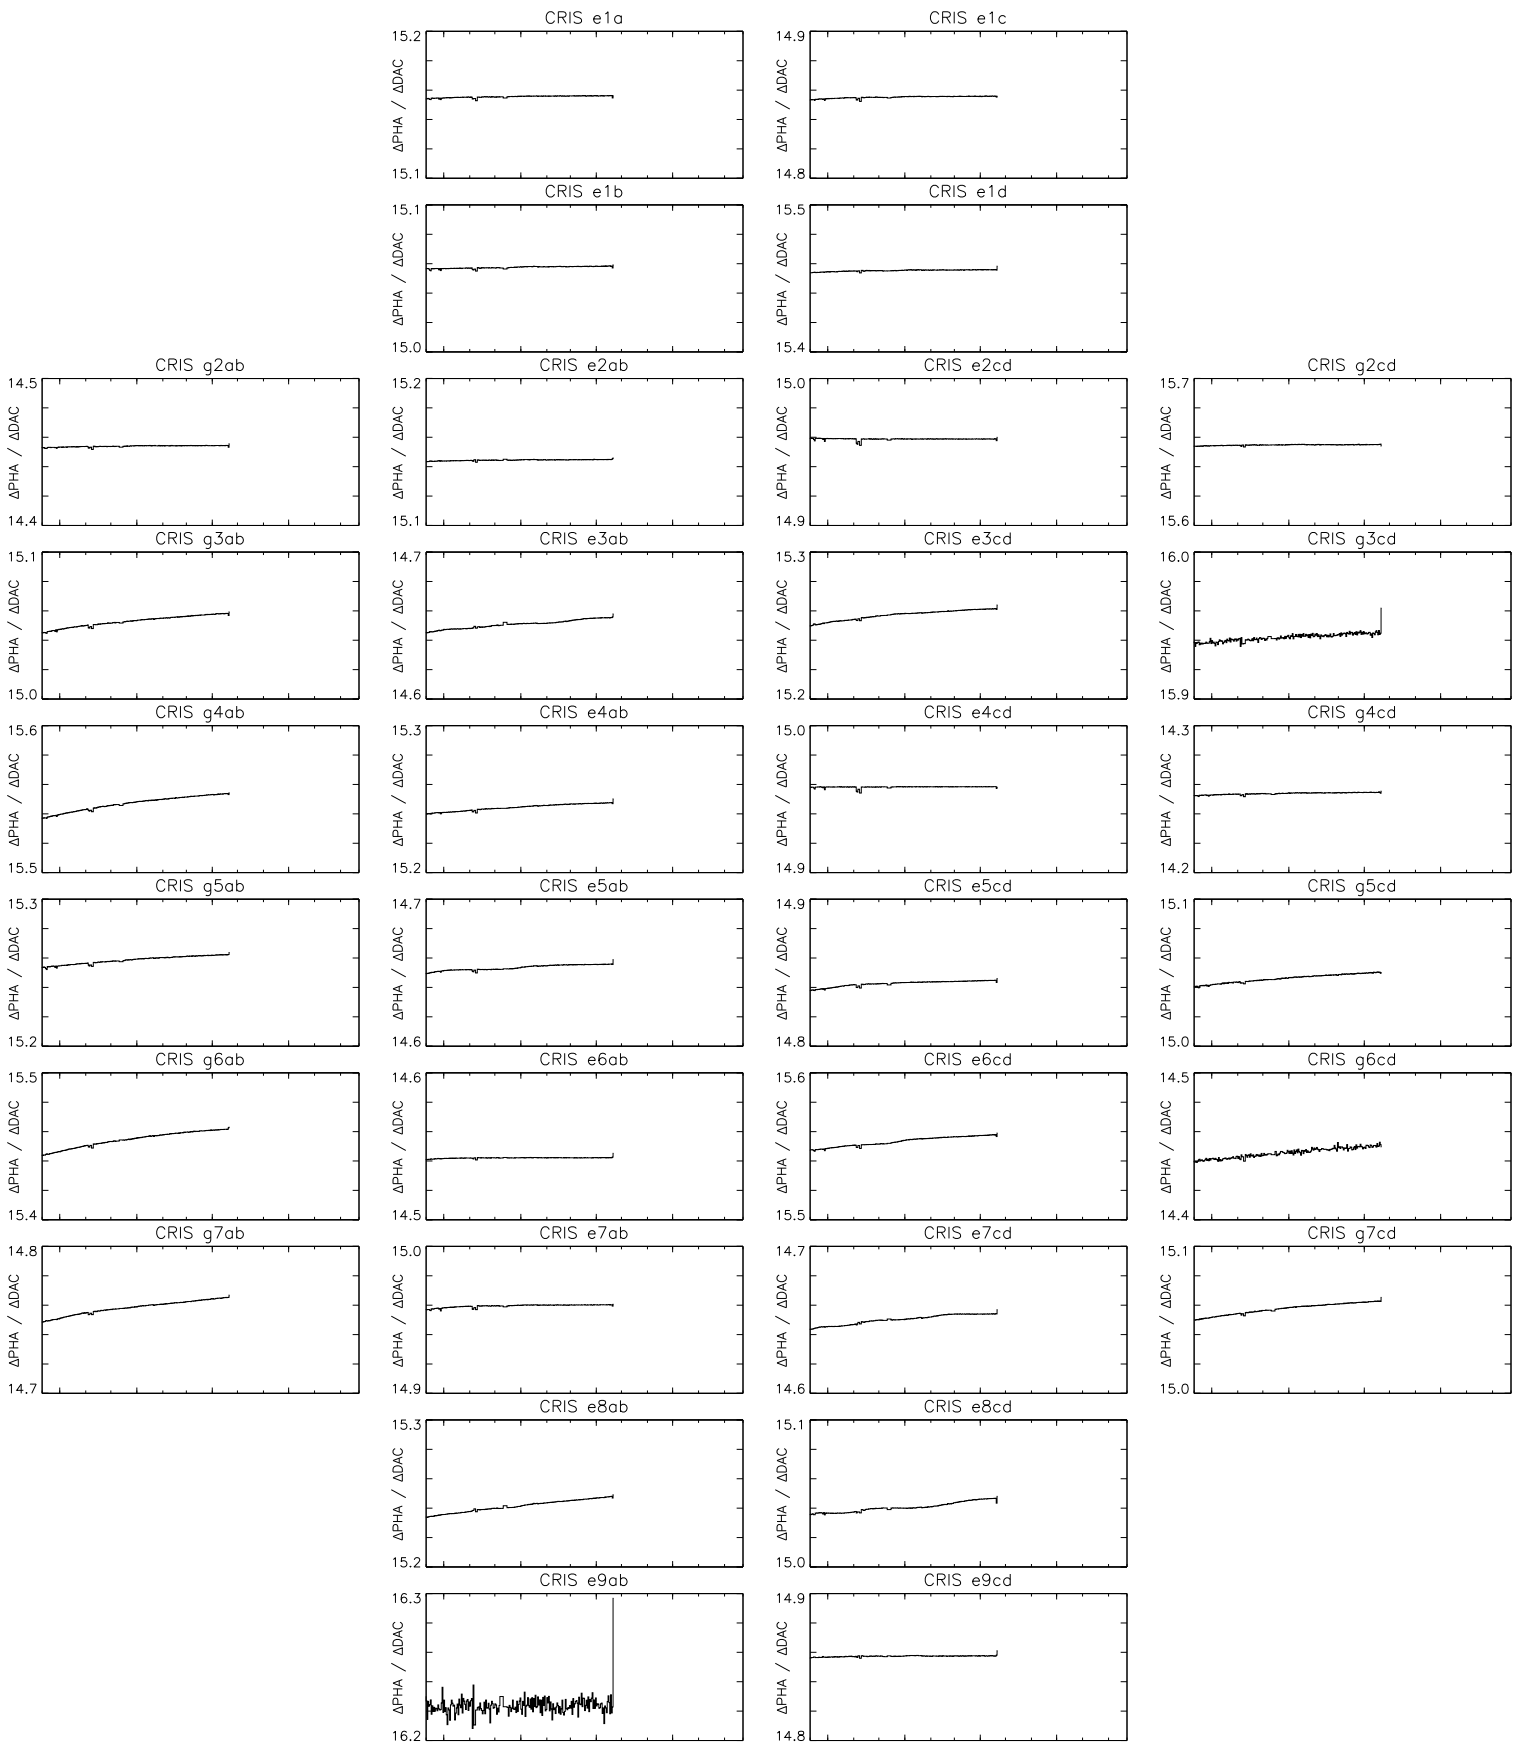 CRIS e1a
15.2
ΔPHA / ΔDAC
15.1
CRIS e1c
14.9
ΔPHA / ΔDAC
14.8
CRIS e1b
15.1
ΔPHA / ΔDAC
15.0
CRIS e1d
15.5
ΔPHA / ΔDAC
15.4
CRIS g2ab
14.5
ΔPHA / ΔDAC
14.4
CRIS e2ab
15.2
ΔPHA / ΔDAC
15.1
CRIS e2cd
15.0
ΔPHA / ΔDAC
14.9
CRIS g2cd
15.7
ΔPHA / ΔDAC
15.6
CRIS g3ab
15.1
ΔPHA / ΔDAC
15.0
CRIS e3ab
14.7
ΔPHA / ΔDAC
14.6
CRIS e3cd
15.3
ΔPHA / ΔDAC
15.2
CRIS g3cd
16.0
ΔPHA / ΔDAC
15.9
CRIS g4ab
15.6
ΔPHA / ΔDAC
15.5
CRIS e4ab
15.3
ΔPHA / ΔDAC
15.2
CRIS e4cd
15.0
ΔPHA / ΔDAC
14.9
CRIS g4cd
14.3
ΔPHA / ΔDAC
14.2
CRIS g5ab
15.3
ΔPHA / ΔDAC
15.2
CRIS e5ab
14.7
ΔPHA / ΔDAC
14.6
CRIS e5cd
14.9
ΔPHA / ΔDAC
14.8
CRIS g5cd
15.1
ΔPHA / ΔDAC
15.0
CRIS g6ab
15.5
ΔPHA / ΔDAC
15.4
CRIS e6ab
14.6
ΔPHA / ΔDAC
14.5
CRIS e6cd
15.6
ΔPHA / ΔDAC
15.5
CRIS g6cd
14.5
ΔPHA / ΔDAC
14.4
CRIS g7ab
14.8
ΔPHA / ΔDAC
14.7
CRIS e7ab
15.0
ΔPHA / ΔDAC
14.9
CRIS e7cd
14.7
ΔPHA / ΔDAC
14.6
CRIS g7cd
15.1
ΔPHA / ΔDAC
15.0
CRIS e8ab
15.3
ΔPHA / ΔDAC
15.2
CRIS e8cd
15.1
ΔPHA / ΔDAC
15.0
CRIS e9ab
16.3
ΔPHA / ΔDAC
16.2
CRIS e9cd
14.9
ΔPHA / ΔDAC
14.8